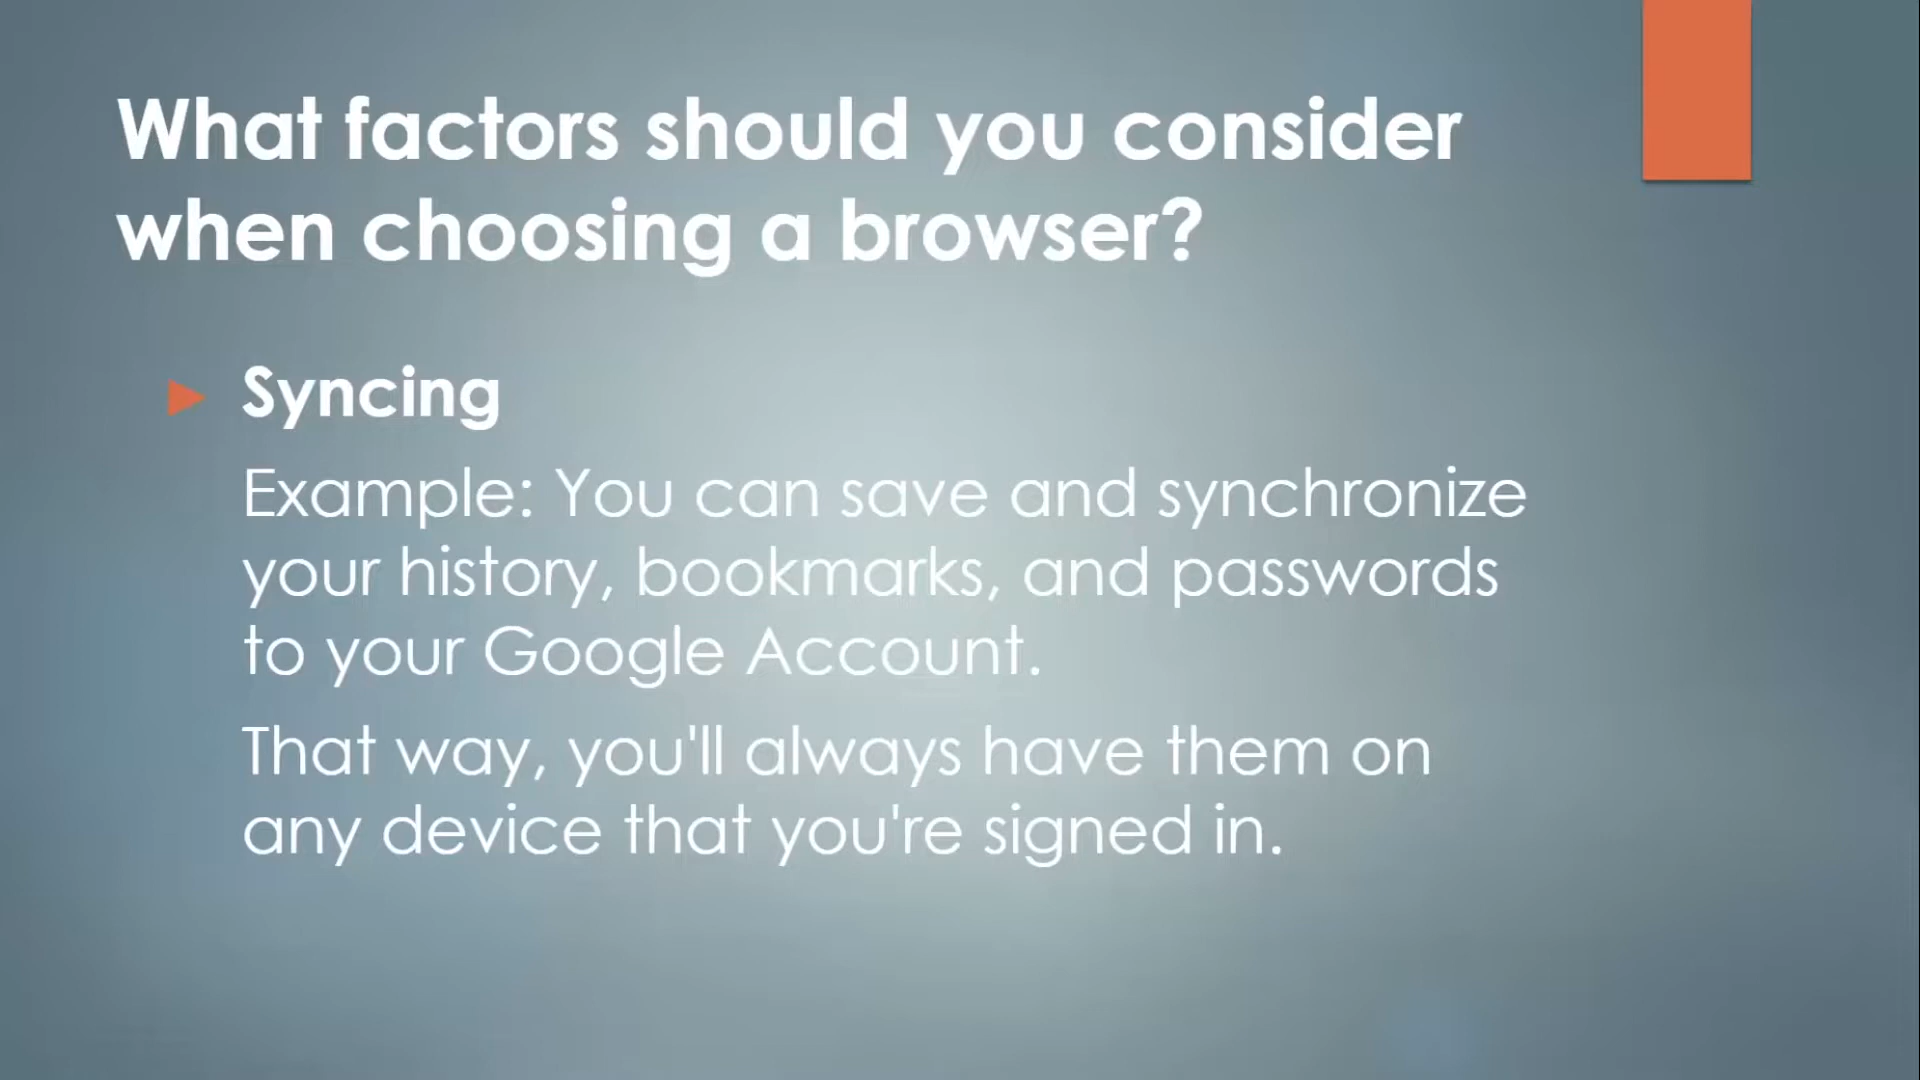 What factors should you consider
when choosing a browser?
Syncing
Example: You can save and synchronize
your history, bookmarks, and passwords
to your Google Account.
That way, you'll always have them on
any device that you're signed in.